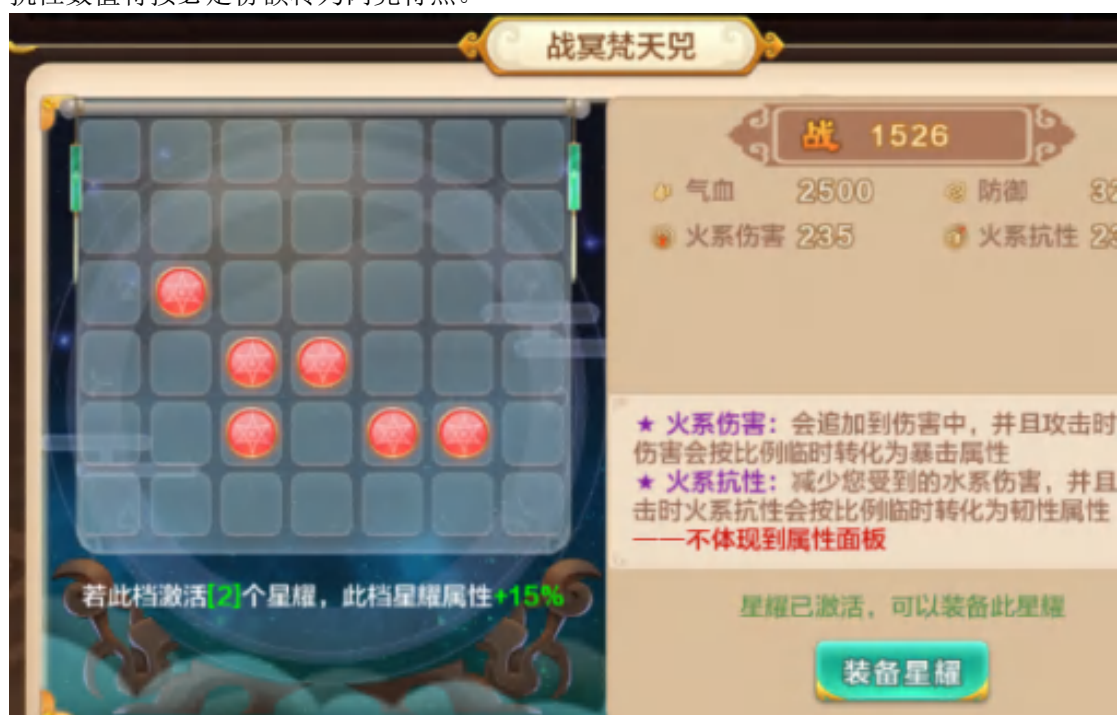 战冥梵天兕
战 1526
气血 2500 防御
火系伤害 235 火系抗性
★ 火系伤害：会追加到伤害中，并且攻击时
伤害会按比例临时转化为暴击属性
★ 火系抗性：减少您受到的水系伤害，并且
击时火系抗性会按比例临时转化为韧性属性
——不体现到属性面板
若此档激活[2]个星耀，此档星耀属性+15%
星耀已激活，可以装备此星耀
装备星耀